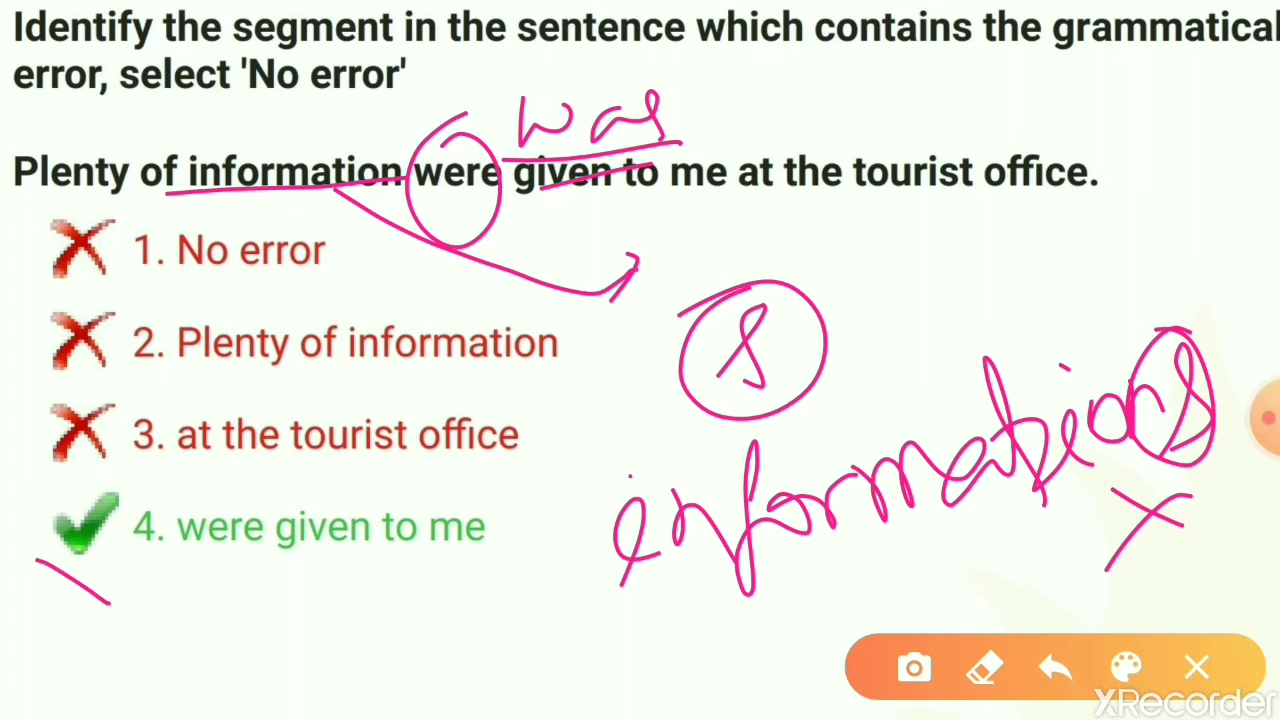 Identify the segment in the sentence which contains the grammatical
error, select 'No error'
was
Plenty of information were given to me at the tourist office.
1. No error
2. Plenty of information
3. at the tourist office
4. were given to me
informations
XRecorder